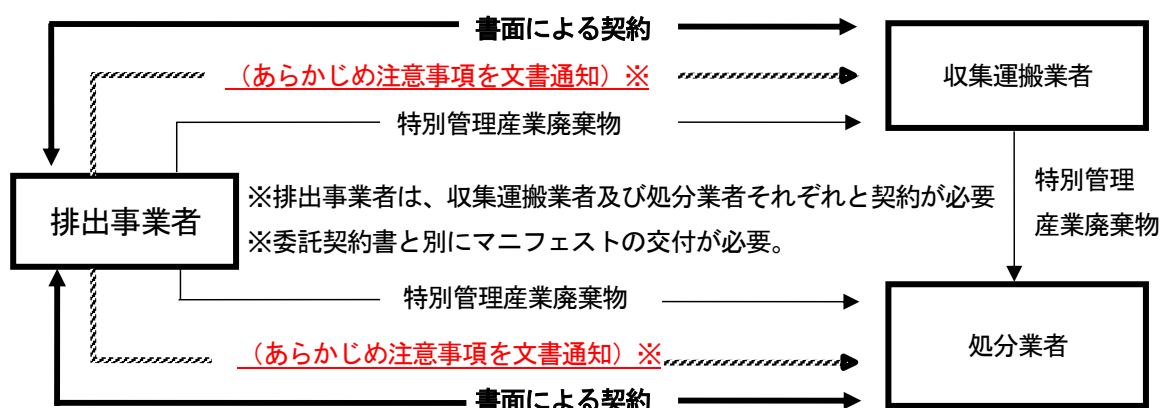 書面による契約
（あらかじめ注意事項を文書通知）※
収集運搬業者
特別管理産業廃棄物
特別管理
産業廃棄物
排出事業者
※排出事業者は、収集運搬業者及び処分業者それぞれと契約が必要
※委託契約書と別にマニフェストの交付が必要。
特別管理産業廃棄物
（あらかじめ注意事項を文書通知）※
処分業者
書面による契約